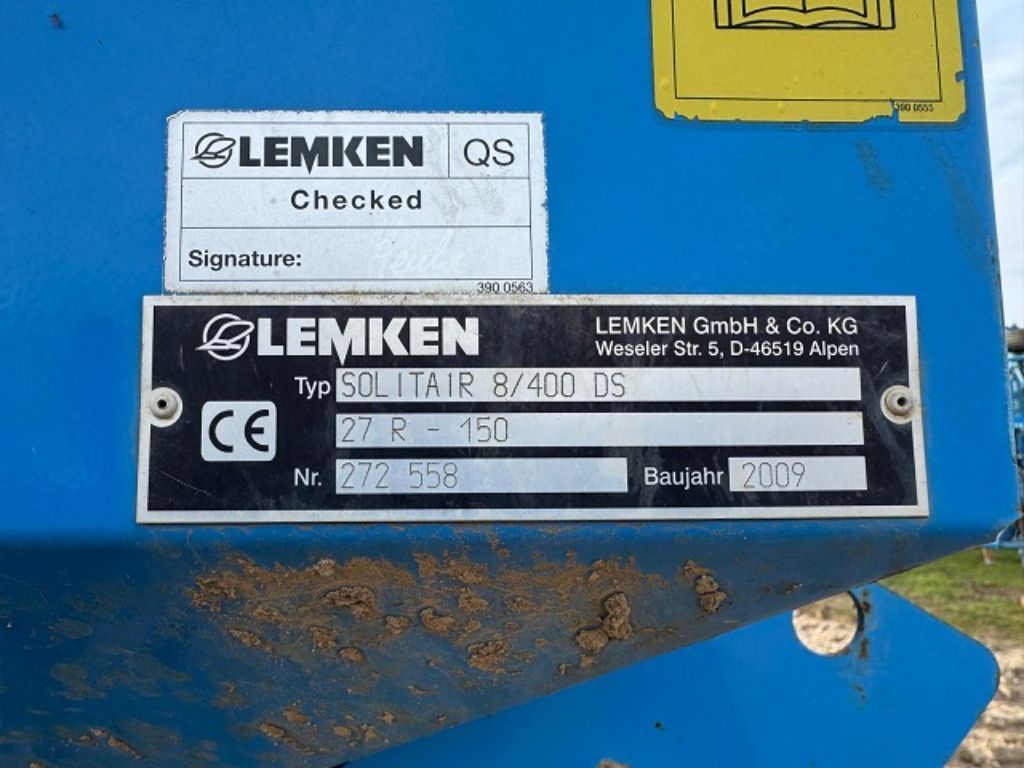 390 0555
LEMKEN QS
Checked
Signature:
390 0563
LEMKEN
LEMKEN GmbH & Co. KG
Weseler Str. 5, D-46519 Alpen
Typ SOLITAIR 8/400 DS
CE 27 R - 150
Nr. 272 558 Baujahr 2009